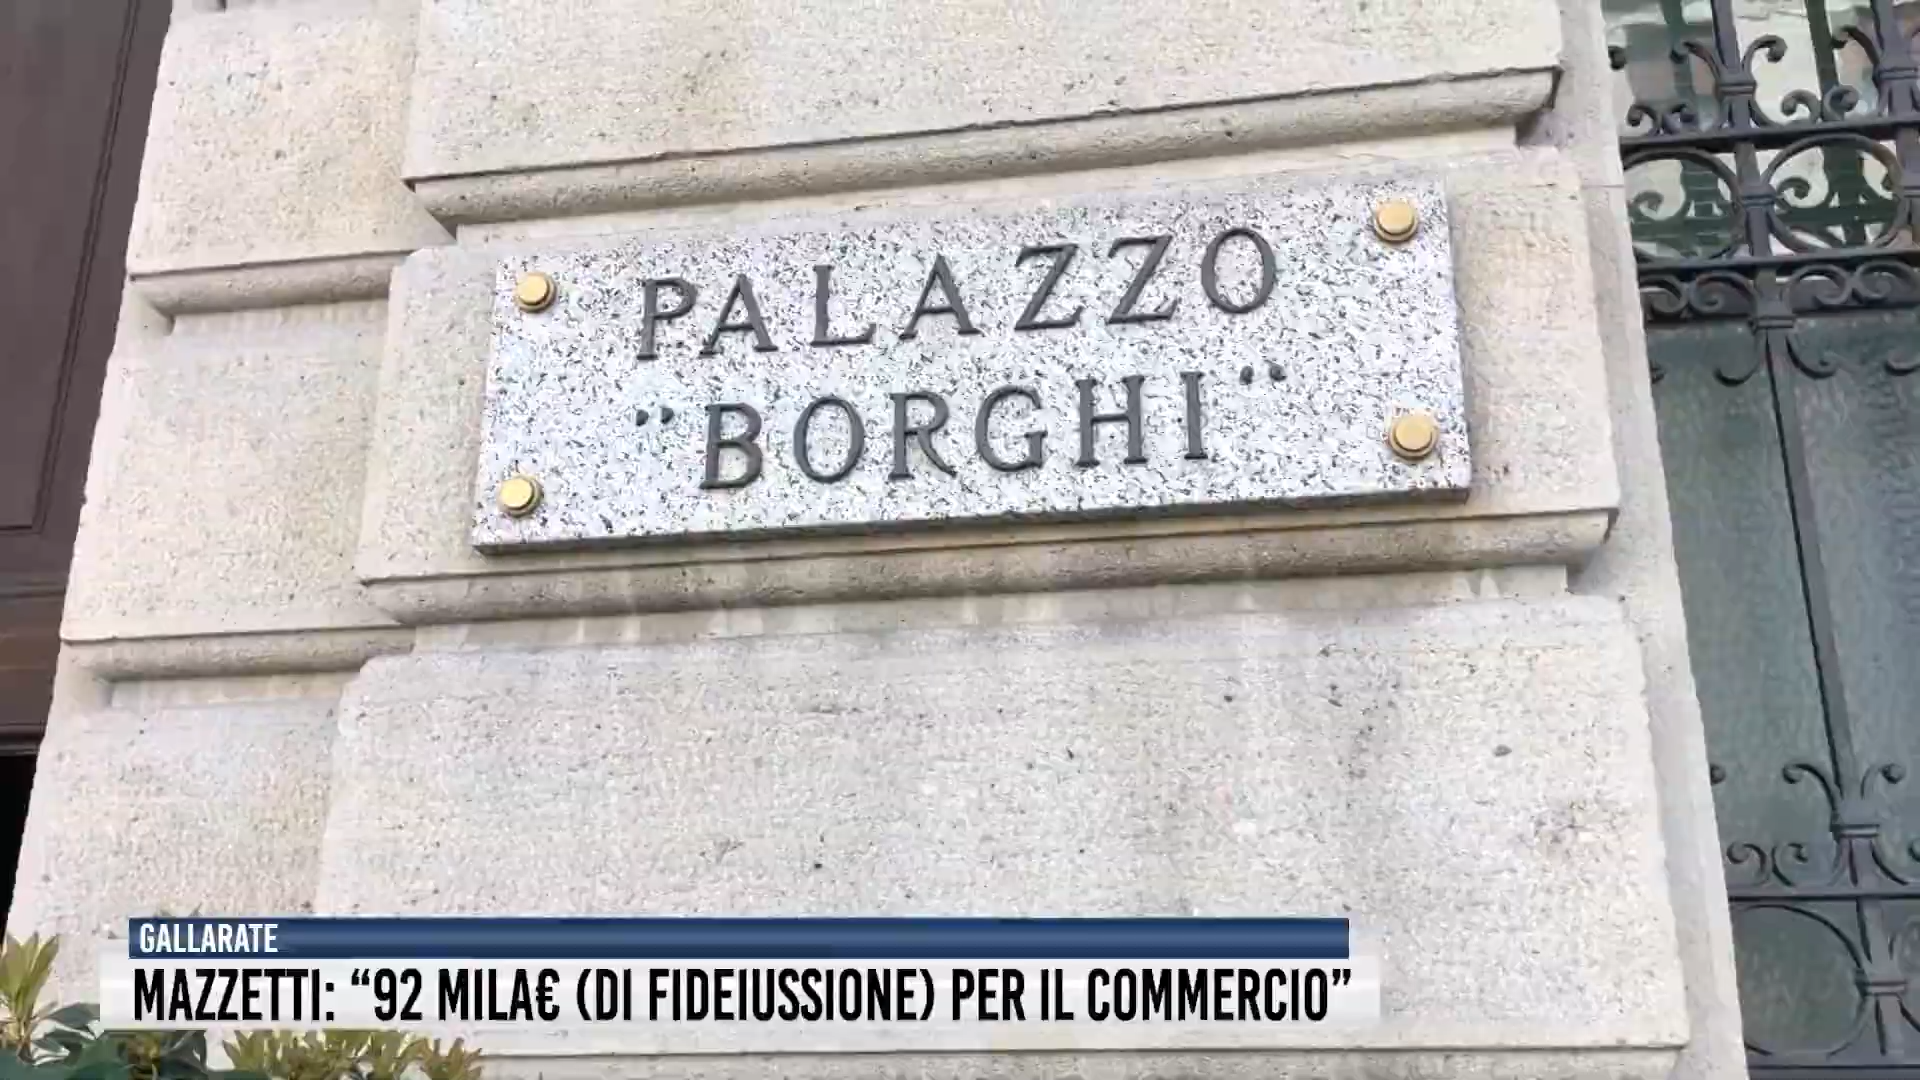 PALAZZO
"BORGHI"
GALLARATE
MAZZETTI: “92 MILA€ (DI FIDEIUSSIONE) PER IL COMMERCIO”